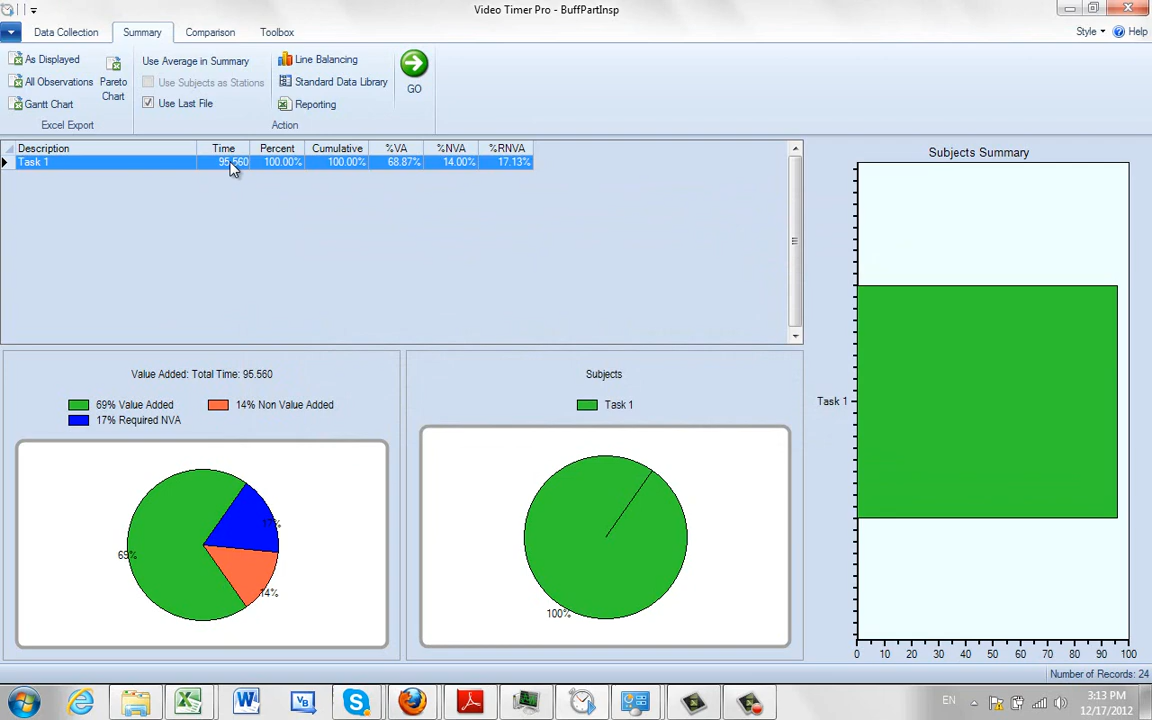 Video Timer Pro - BuffPartInsp
Data Collection Summary Comparison Toolbox Style Help
As Displayed
All Observations
Gantt Chart
Pareto
Chart
Excel Export
Use Average in Summary
Use Subjects as Stations
Use Last File
Line Balancing
Standard Data Library
Reporting
Action
GO
Description Time Percent Cumulative %VA %NVA %RNVA
Task 1 95.560 100.00% 100.00% 68.87% 14.00% 17.13%
Value Added: Total Time: 95.560
69% Value Added 14% Non Value Added
17% Required NVA
17%
69%
14%
Subjects
Task 1
100%
Subjects Summary
Task 1
0 10 20 30 40 50 60 70 80 90 100
Number of Records: 24
EN
3:13 PM
12/17/2012